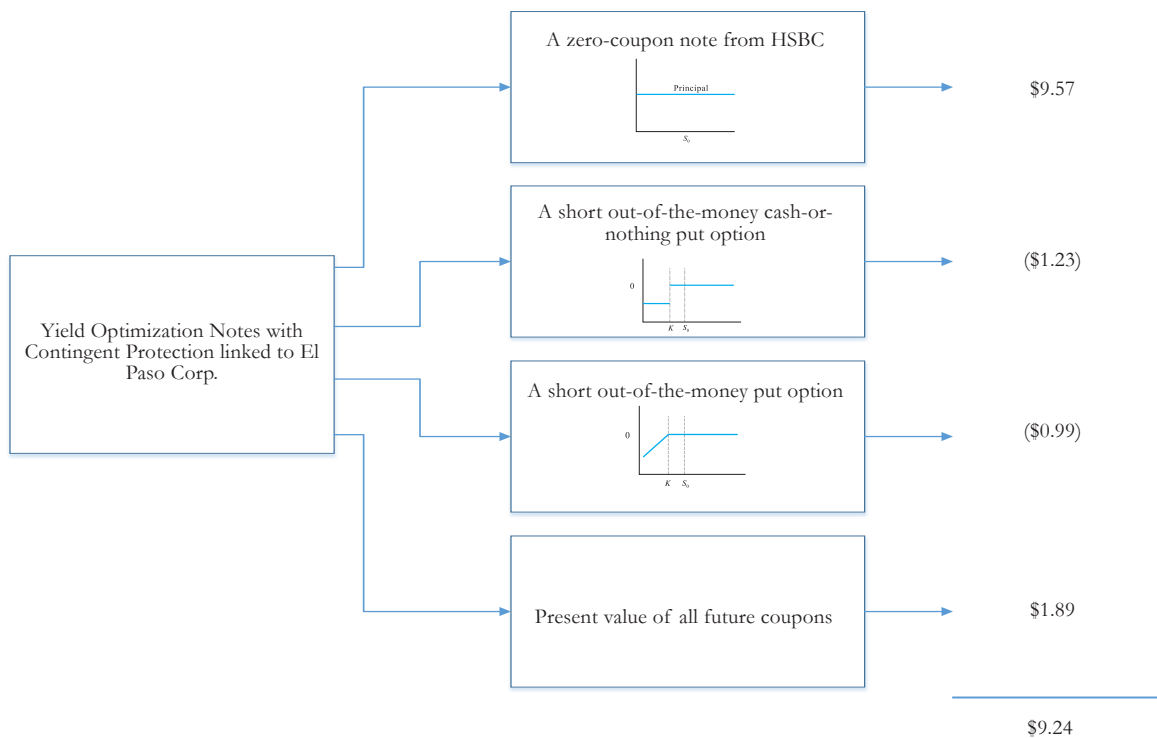 A zero-coupon note from HSBC
Principal
S₀
$9.57
A short out-of-the-money cash-or-
nothing put option
0
K S₀
($1.23)
Yield Optimization Notes with
Contingent Protection linked to El
Paso Corp.
A short out-of-the-money put option
0
K S₀
($0.99)
Present value of all future coupons
$1.89
$9.24